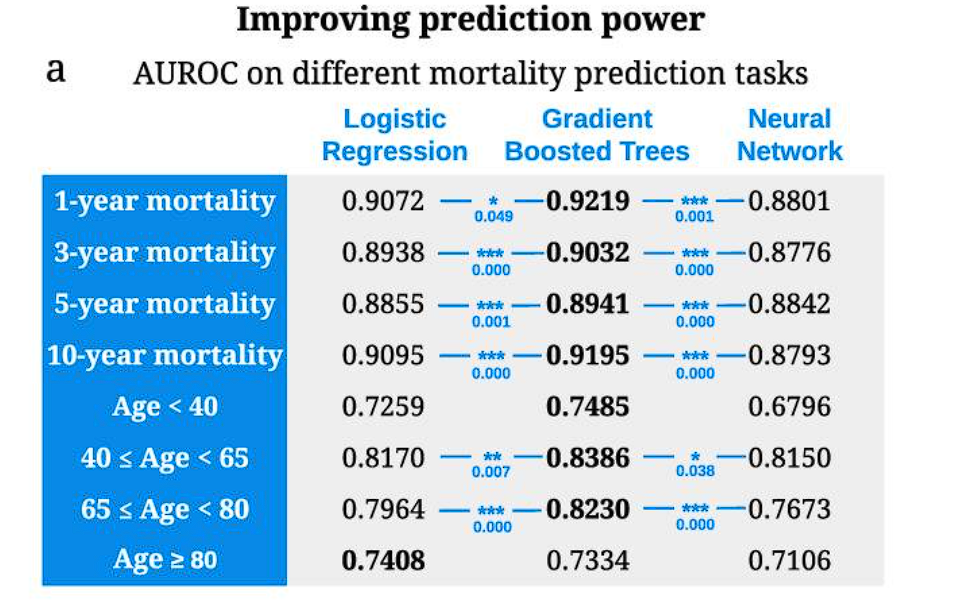 Improving prediction power
a AUROC on different mortality prediction tasks
Logistic Gradient Neural
Regression Boosted Trees Network
1-year mortality 0.9072 * 0.9219 *** 0.8801
0.049 0.001
3-year mortality 0.8938 *** 0.9032 *** 0.8776
0.000 0.000
5-year mortality 0.8855 *** 0.8941 *** 0.8842
0.001 0.000
10-year mortality 0.9095 *** 0.9195 *** 0.8793
0.000 0.000
Age < 40 0.7259 0.7485 0.6796
40 ≤ Age < 65 0.8170 ** 0.8386 * 0.8150
0.007 0.038
65 ≤ Age < 80 0.7964 *** 0.8230 *** 0.7673
0.000 0.000
Age ≥ 80 0.7408 0.7334 0.7106